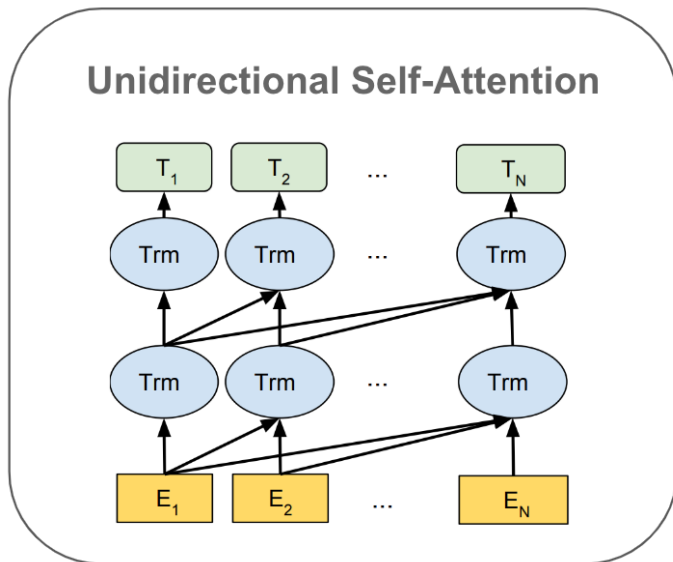 Unidirectional Self-Attention
T1 T2 ... TN
Trm Trm ... Trm
Trm Trm ... Trm
E1 E2 ... EN